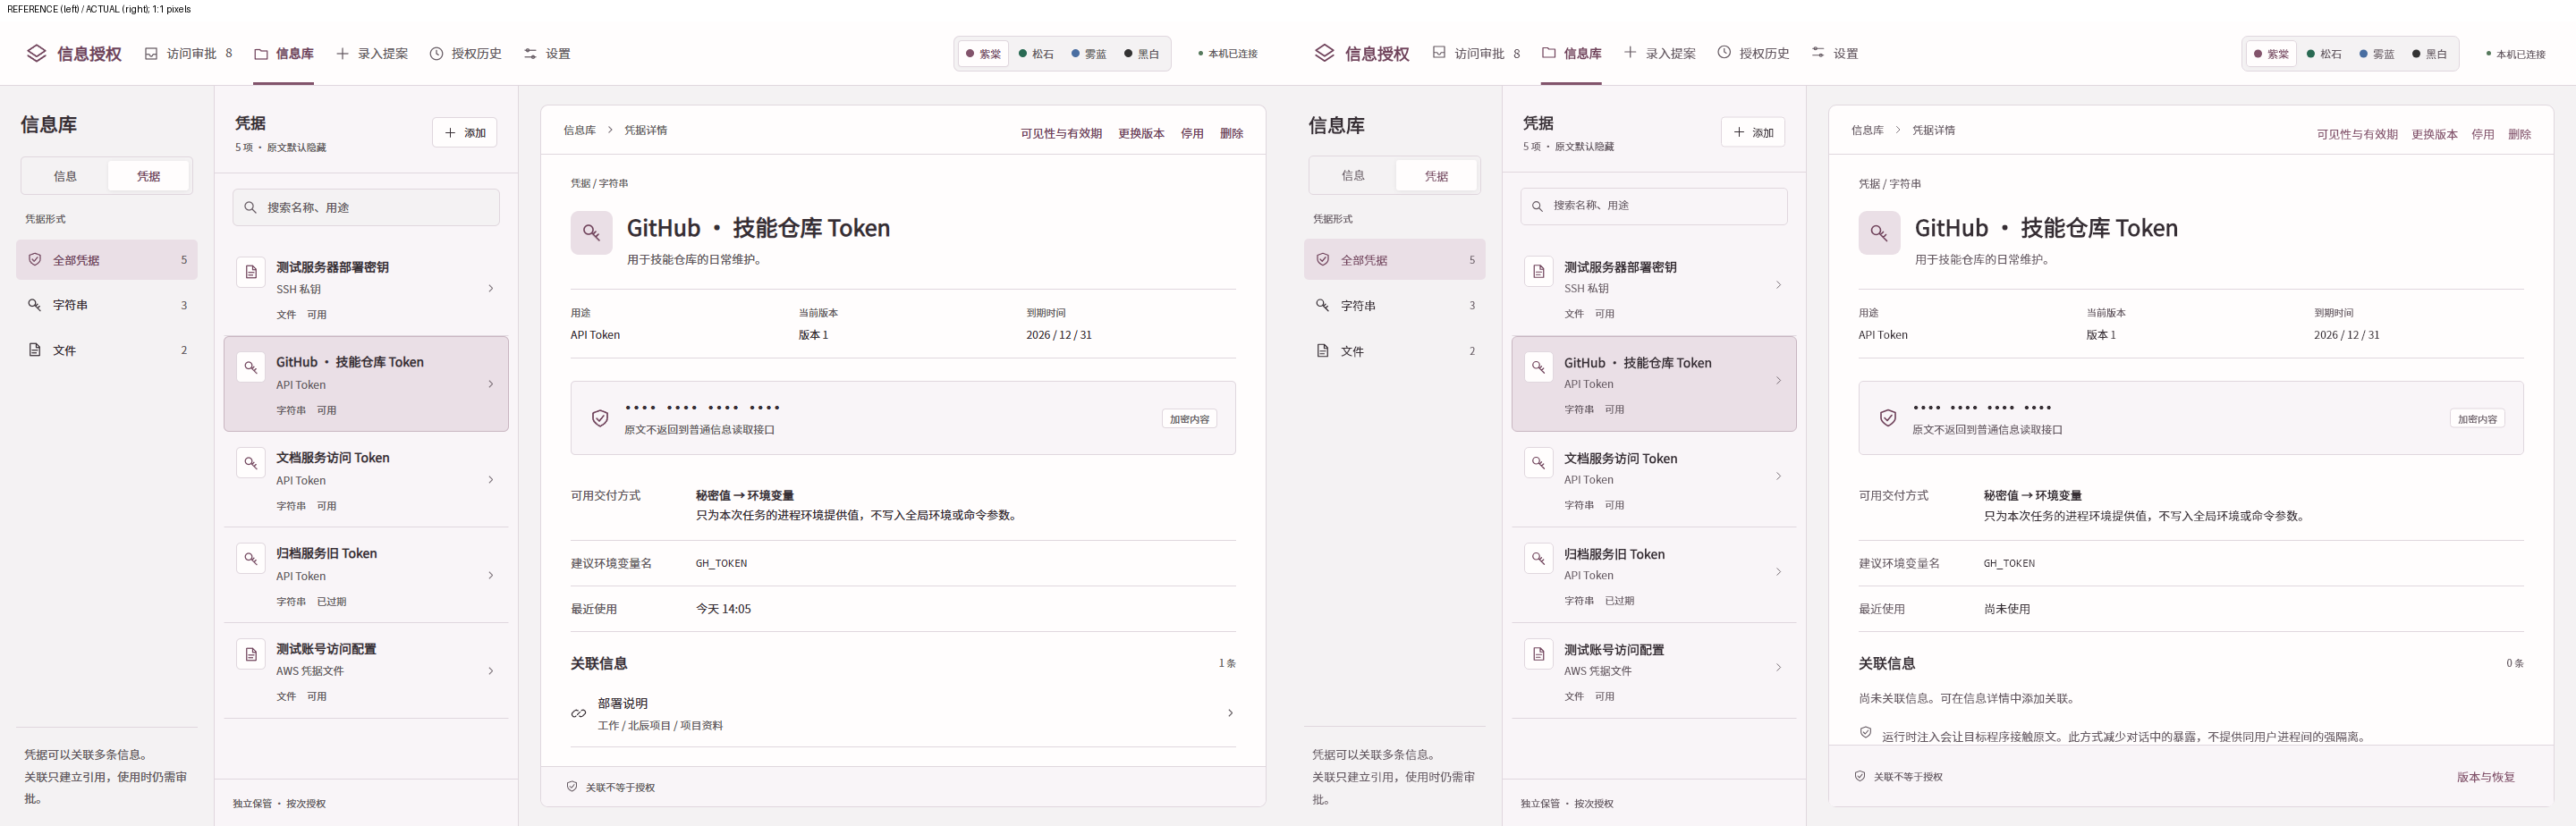 REFERENCE (left) / ACTUAL (right); 1:1 pixels
信息授权 访问审批 8 信息库 录入提案 授权历史 设置 紫棠 松石 雾蓝 黑白 本机已连接
信息库
信息 凭据
凭据形式
全部凭据 5
字符串 3
文件 2
凭据可以关联多条信息。
关联只建立引用，使用时仍需审
批。
凭据
5 项 · 原文默认隐藏
添加
搜索名称、用途
测试服务器部署密钥
SSH 私钥
文件 可用
GitHub · 技能仓库 Token
API Token
字符串 可用
文档服务访问 Token
API Token
字符串 可用
归档服务旧 Token
API Token
字符串 已过期
测试账号访问配置
AWS 凭据文件
文件 可用
独立保管 · 按次授权
信息库 > 凭据详情
可见性与有效期 更换版本 停用 删除
凭据 / 字符串
GitHub · 技能仓库 Token
用于技能仓库的日常维护。
用途 当前版本 到期时间
API Token 版本 1 2026 / 12 / 31
•••• •••• •••• ••••
原文不返回到普通信息读取接口
加密内容
可用交付方式 秘密值 → 环境变量
只为本次任务的进程环境提供值，不写入全局环境或命令参数。
建议环境变量名 GH_TOKEN
最近使用 今天 14:05
关联信息 1 条
部署说明
工作 / 北辰项目 / 项目资料
关联不等于授权
信息授权 访问审批 8 信息库 录入提案 授权历史 设置 紫棠 松石 雾蓝 黑白 本机已连接
信息库
信息 凭据
凭据形式
全部凭据 5
字符串 3
文件 2
凭据可以关联多条信息。
关联只建立引用，使用时仍需审
批。
凭据
5 项 · 原文默认隐藏
添加
搜索名称、用途
测试服务器部署密钥
SSH 私钥
文件 可用
GitHub · 技能仓库 Token
API Token
字符串 可用
文档服务访问 Token
API Token
字符串 可用
归档服务旧 Token
API Token
字符串 已过期
测试账号访问配置
AWS 凭据文件
文件 可用
独立保管 · 按次授权
信息库 > 凭据详情
可见性与有效期 更换版本 停用 删除
凭据 / 字符串
GitHub · 技能仓库 Token
用于技能仓库的日常维护。
用途 当前版本 到期时间
API Token 版本 1 2026 / 12 / 31
•••• •••• •••• ••••
原文不返回到普通信息读取接口
加密内容
可用交付方式 秘密值 → 环境变量
只为本次任务的进程环境提供值，不写入全局环境或命令参数。
建议环境变量名 GH_TOKEN
最近使用 尚未使用
关联信息 0 条
尚未关联信息。可在信息详情中添加关联。
运行时注入会让目标程序接触原文。此方式减少对话中的暴露，不提供同用户进程间的强隔离。
关联不等于授权 版本与恢复